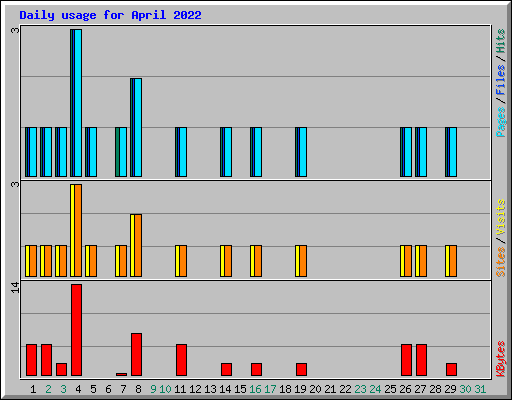 Daily usage for April 2022
3
3
14
Pages / Files / Hits
Sites / Visits
KBytes
1 2 3 4 5 6 7 8 9 10 11 12 13 14 15 16 17 18 19 20 21 22 23 24 25 26 27 28 29 30 31